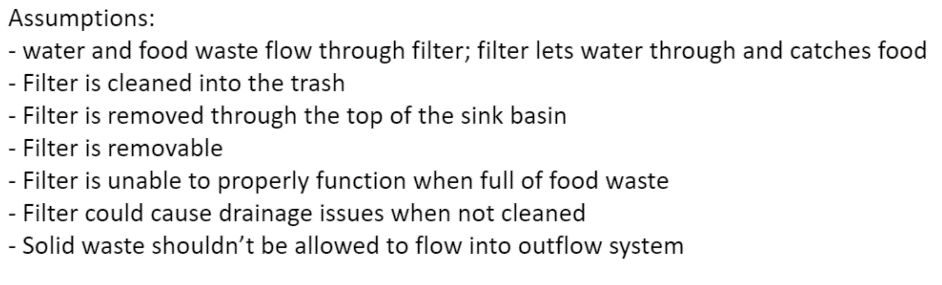 Assumptions:
- water and food waste flow through filter; filter lets water through and catches food
- Filter is cleaned into the trash
- Filter is removed through the top of the sink basin
- Filter is removable
- Filter is unable to properly function when full of food waste
- Filter could cause drainage issues when not cleaned
- Solid waste shouldn’t be allowed to flow into outflow system